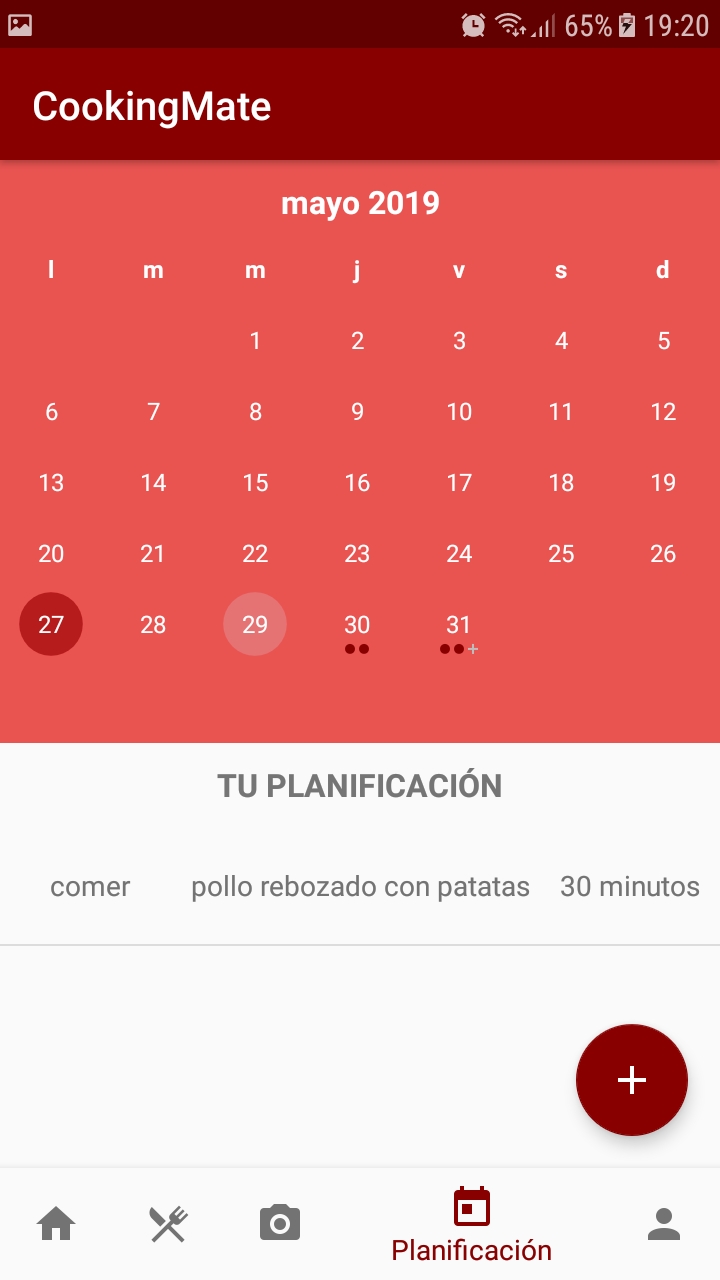 65% 19:20
CookingMate
mayo 2019
l m m j v s d
1 2 3 4 5
6 7 8 9 10 11 12
13 14 15 16 17 18 19
20 21 22 23 24 25 26
27 28 29 30 31
TU PLANIFICACIÓN
comer pollo rebozado con patatas 30 minutos
Planificación